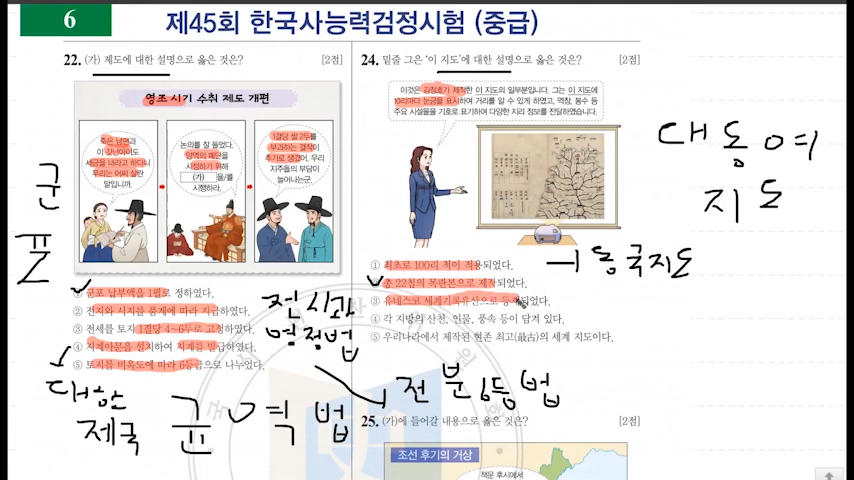 6
제45회 한국사능력검정시험 (중급)
22. (가) 제도에 대한 설명으로 옳은 것은? [2점]
영조 시기 수취 제도 개편
죽은 남편과
이 갓난아이도
세금을 내라고 하다니
우리는 어찌 살란
말입니까.
논의를 잘 들었다.
양역의 폐단을
시정하기 위해
(가) 을/를
시행하라.
1결당 쌀 2두를
부과하는 결작이
추가로 생겼어. 우리
지주들의 부담이
늘어나는군.
① 군포 납부액을 1필로 정하였다.
② 전지와 시지를 품계에 따라 지급하였다.
③ 전세를 토지 1결당 4~6두로 고정하였다.
④ 지계아문을 설치하여 지계를 발급하였다.
⑤ 토지를 비옥도에 따라 6등급으로 나누었다.
군포
전시과
영정법
대한
제국
균역법
전분6등법
24. 밑줄 그은 '이 지도'에 대한 설명으로 옳은 것은? [2점]
이것은 김정호가 제작한 이 지도의 일부분입니다. 그는 이 지도에
10리마다 눈금을 표시하여 거리를 알 수 있게 하였고, 역참, 봉수 등
주요 시설물을 기호로 표기하여 다양한 지리 정보를 전달하였습니다.
① 최초로 100리 척이 적용되었다.
② 총 22첩의 목판본으로 제작되었다.
③ 유네스코 세계기록유산으로 등재되었다.
④ 각 지방의 산천, 인물, 풍속 등이 담겨 있다.
⑤ 우리나라에서 제작된 현존 최고(最古)의 세계 지도이다.
대동여
지도
동국지도
25. (가)에 들어갈 내용으로 옳은 것은? [2점]
조선 후기의 거상
책문 후시에서